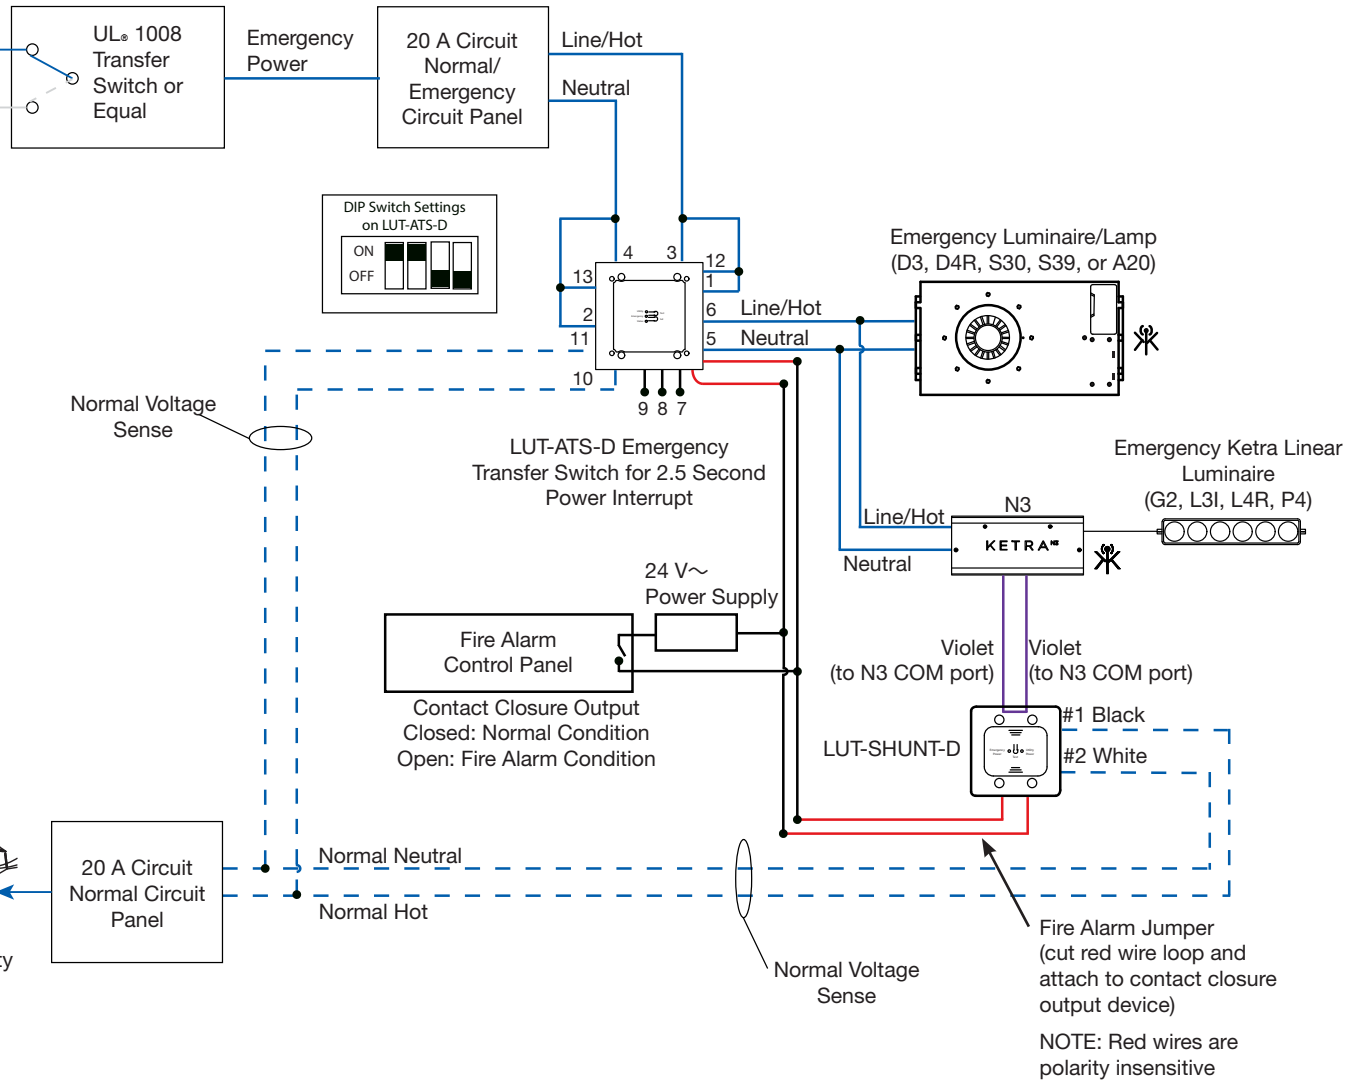 UL® 1008
Transfer
Switch or
Equal
Emergency
Power
20 A Circuit
Normal/
Emergency
Circuit Panel
Line/Hot
Neutral
DIP Switch Settings
on LUT-ATS-D
ON
OFF
4
3
12
13
1
2
6
11
5
10
9 8 7
Line/Hot
Neutral
Emergency Luminaire/Lamp
(D3, D4R, S30, S39, or A20)
Normal Voltage
Sense
LUT-ATS-D Emergency
Transfer Switch for 2.5 Second
Power Interrupt
Emergency Ketra Linear
Luminaire
(G2, L3I, L4R, P4)
N3
KETRA N3
Line/Hot
Neutral
24 V~
Power Supply
Fire Alarm
Control Panel
Contact Closure Output
Closed: Normal Condition
Open: Fire Alarm Condition
Violet
(to N3 COM port)
Violet
(to N3 COM port)
LUT-SHUNT-D
#1 Black
#2 White
20 A Circuit
Normal Circuit
Panel
Normal Neutral
Normal Hot
Normal Voltage
Sense
Fire Alarm Jumper
(cut red wire loop and
attach to contact closure
output device)
NOTE: Red wires are
polarity insensitive